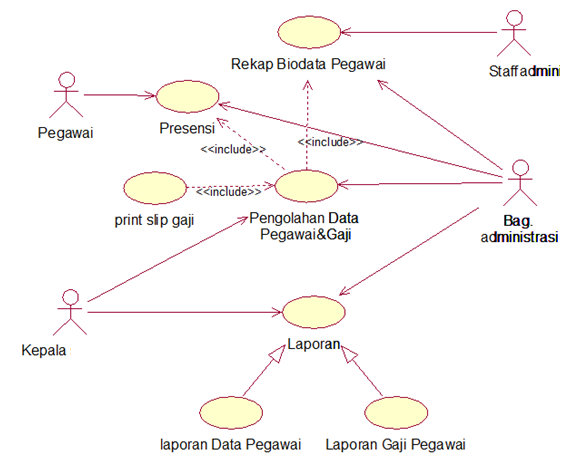 Rekap Biodata Pegawai
Staffadmini
Pegawai
Presensi
<<include>>
<<include>>
print slip gaji
<<include>>
Pengolahan Data
Pegawai&Gaji
Bag.
administrasi
Kepala
Laporan
laporan Data Pegawai
Laporan Gaji Pegawai